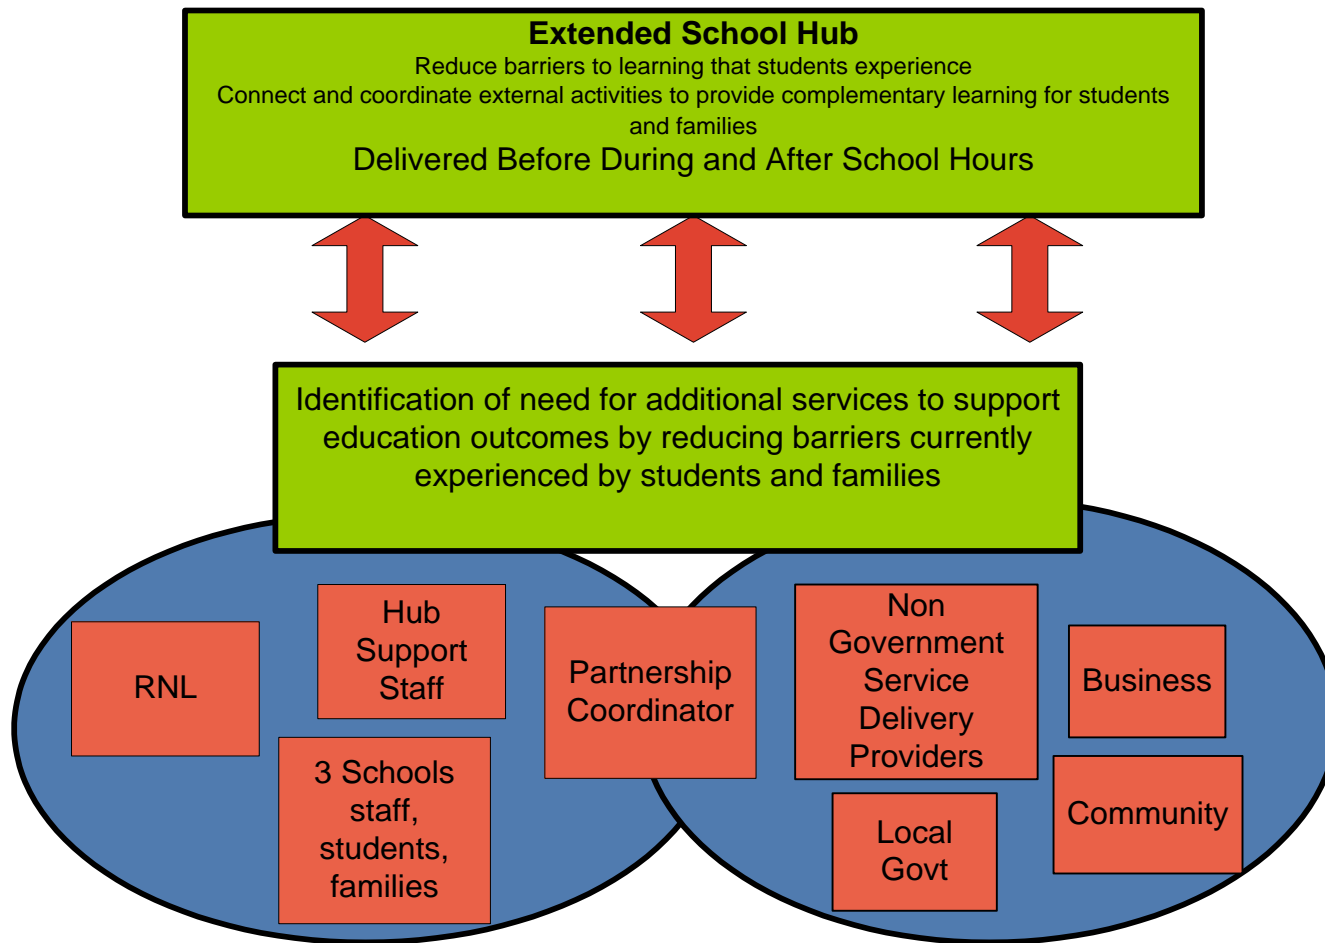 Extended School Hub
Reduce barriers to learning that students experience
Connect and coordinate external activities to provide complementary learning for students
and families
Delivered Before During and After School Hours
Identification of need for additional services to support
education outcomes by reducing barriers currently
experienced by students and families
RNL
Hub
Support
Staff
3 Schools
staff,
students,
families
Partnership
Coordinator
Non
Government
Service
Delivery
Providers
Business
Local
Govt
Community